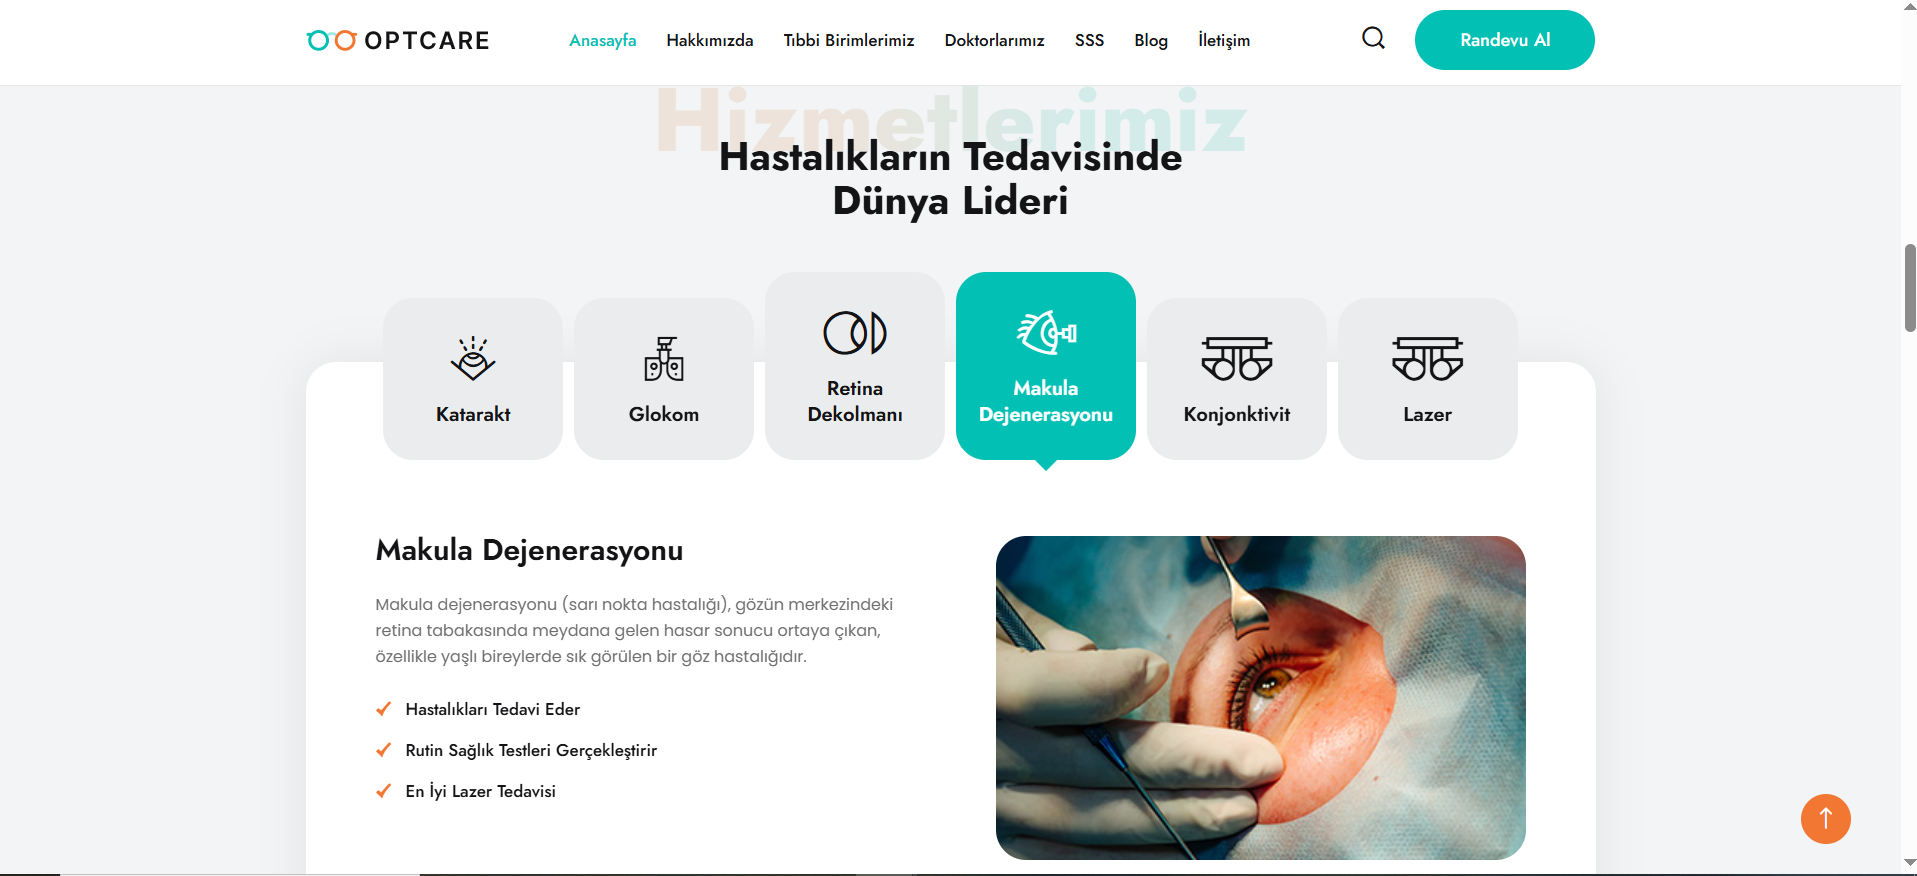 OPTCARE
Anasayfa
Hakkımızda
Tıbbi Birimlerimiz
Doktorlarımız
SSS
Blog
İletişim
Randevu Al
Hizmetlerimiz
Hastalıkların Tedavisinde
Dünya Lideri
Katarakt
Glokom
Retina
Dekolmanı
Makula
Dejenerasyonu
Konjonktivit
Lazer
Makula Dejenerasyonu
Makula dejenerasyonu (sarı nokta hastalığı), gözün merkezindeki
retina tabakasında meydana gelen hasar sonucu ortaya çıkan,
özellikle yaşlı bireylerde sık görülen bir göz hastalığıdır.
Hastalıkları Tedavi Eder
Rutin Sağlık Testleri Gerçekleştirir
En İyi Lazer Tedavisi